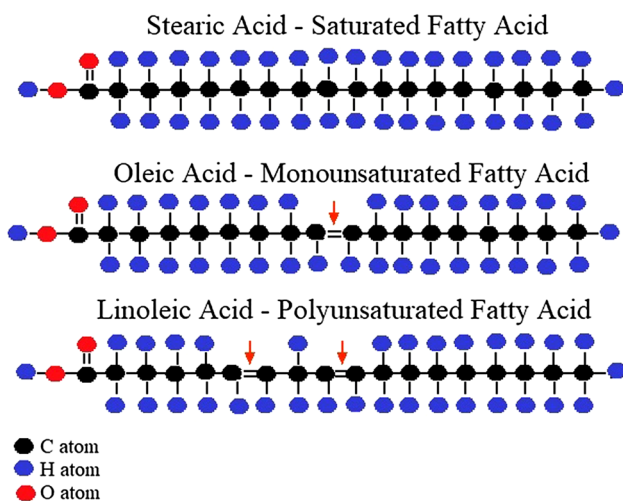 Stearic Acid - Saturated Fatty Acid
Oleic Acid - Monounsaturated Fatty Acid
Linoleic Acid - Polyunsaturated Fatty Acid
C atom
H atom
O atom